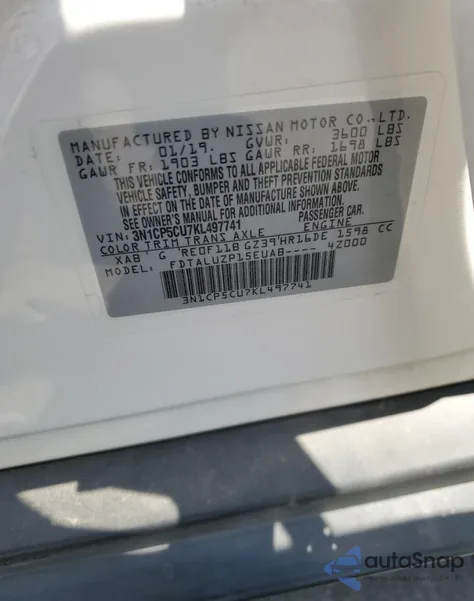 MANUFACTURED BY NISSAN MOTOR CO.,LTD.
DATE: 01/19. GVWR: 3600 LBS
GAWR FR: 1903 LBS GAWR RR: 1698 LBS
THIS VEHICLE CONFORMS TO ALL APPLICABLE FEDERAL MOTOR
VEHICLE SAFETY, BUMPER AND THEFT PREVENTION STANDARDS
IN EFFECT ON THE DATE OF MANUFACTURE SHOWN ABOVE.
SEE OWNER'S MANUAL FOR ADDITIONAL INFORMATION.
VIN: 3N1CP5CU7KL497741 PASSENGER CAR.
COLOR TRIM TRANS AXLE ENGINE
XAB G RE0F11B GZ39 HR16DE 1598 CC
MODEL: FDTALUZP15EUAB---- 4Z000
3N1CP5CU7KL497741
autoSnap